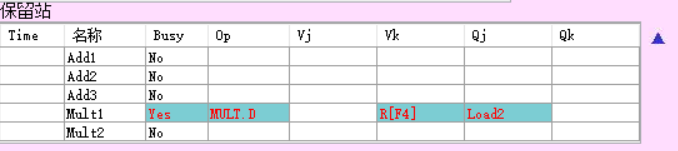 保留站
Time 名称 Busy Op Vj Vk Qj Qk
Add1 No
Add2 No
Add3 No
Mult1 Yes MULT.D R[F4] Load2
Mult2 No